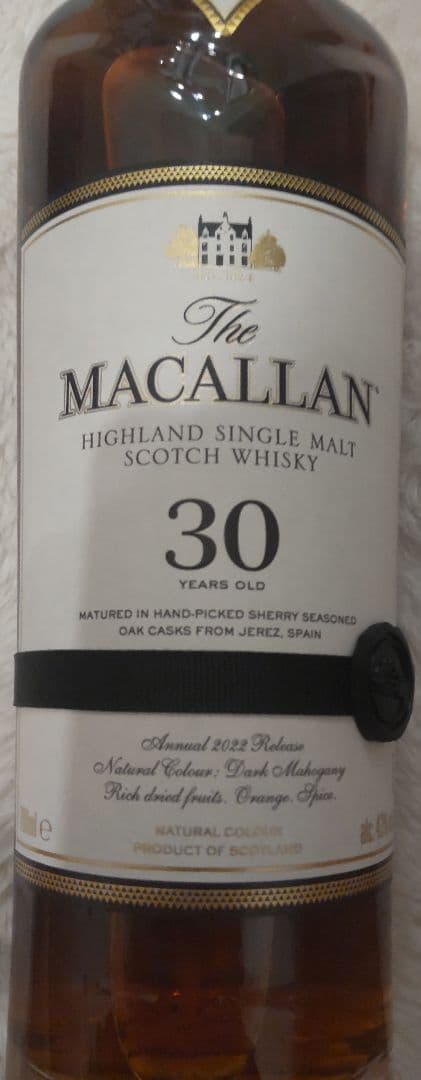 The
MACALLAN
HIGHLAND SINGLE MALT
SCOTCH WHISKY
30
YEARS OLD
MATURED IN HAND-PICKED SHERRY SEASONED
OAK CASKS FROM JEREZ, SPAIN
Annual 2022 Release
Natural Colour: Dark Mahogany
Rich dried fruits. Orange. Spice.
NATURAL COLOUR
PRODUCT OF SCOTLAND